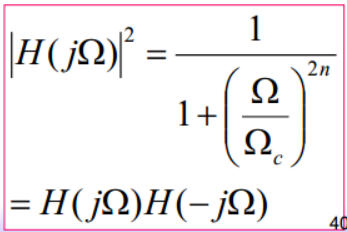 |H(jΩ)|² = 1 / (1 + (Ω / Ω_c)^{2n})
= H(jΩ)H(−jΩ)
40